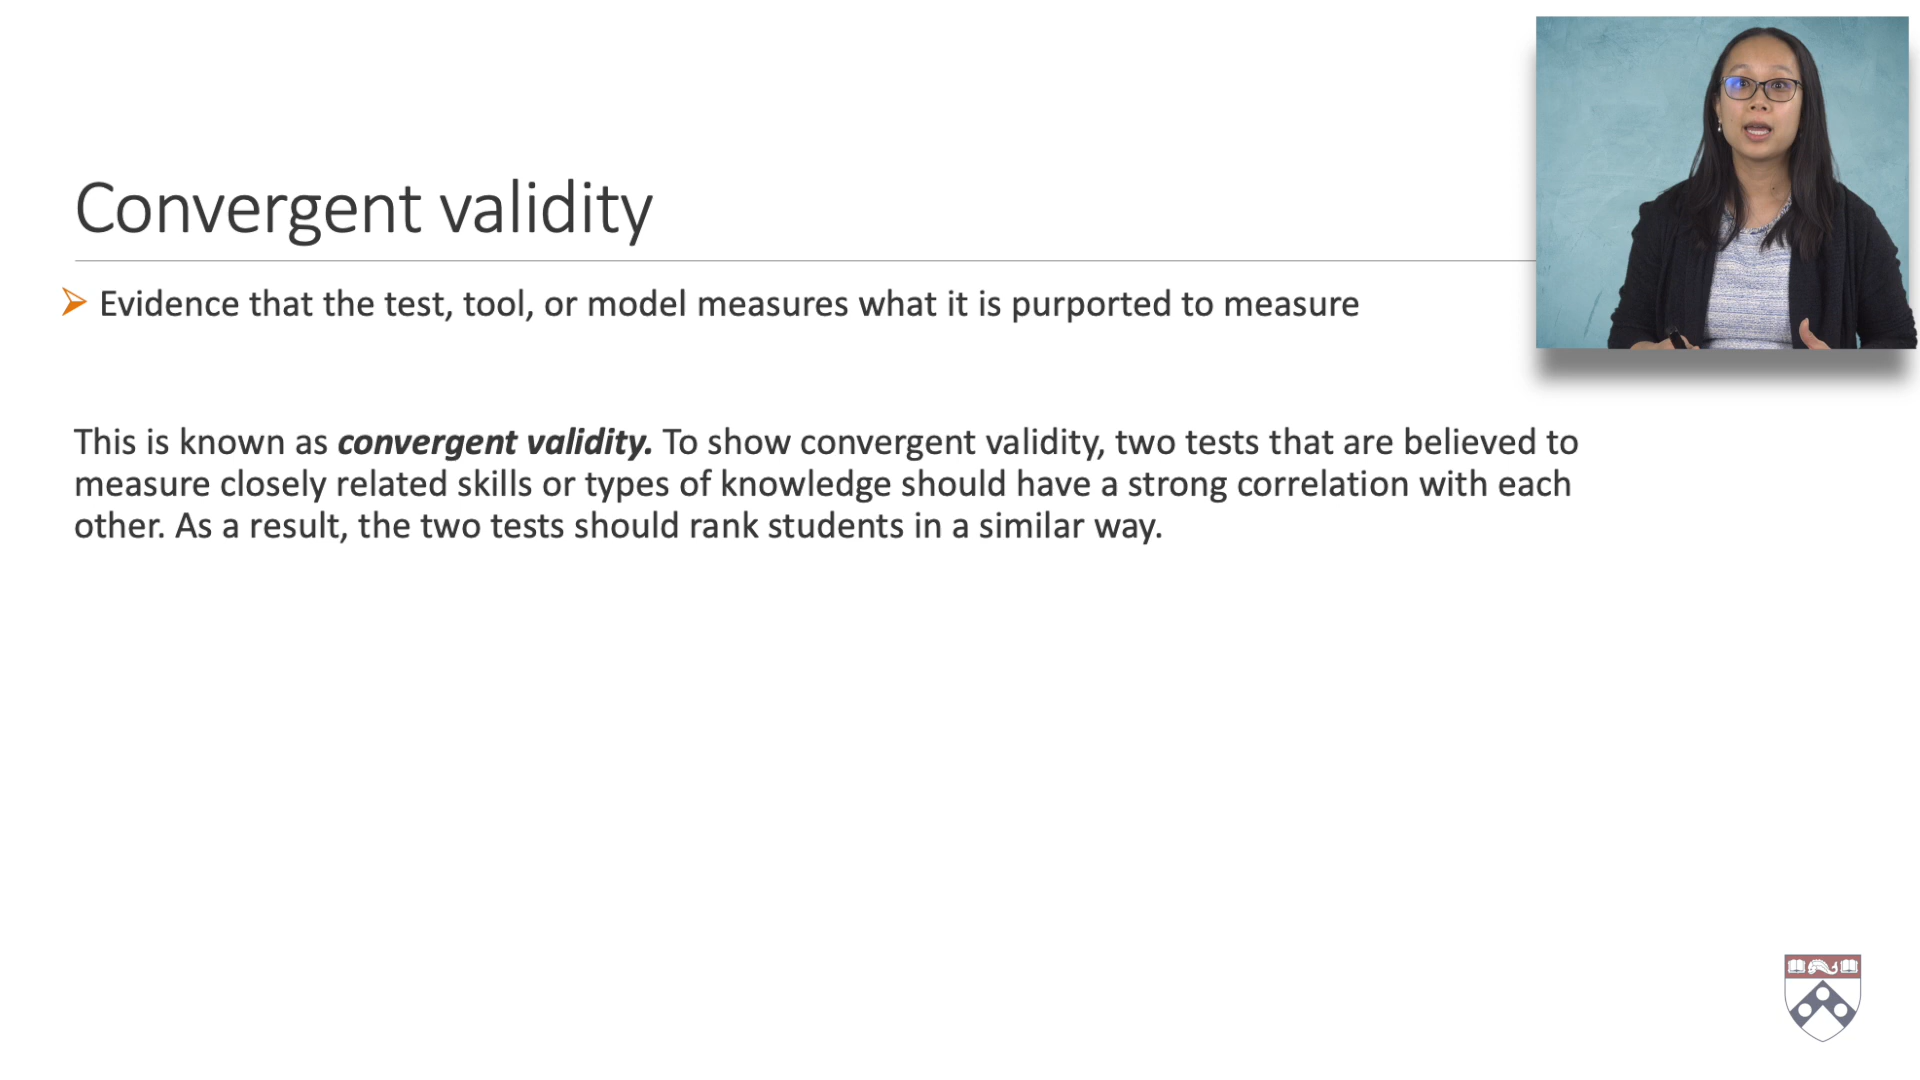 Convergent validity
Evidence that the test, tool, or model measures what it is purported to measure
This is known as convergent validity. To show convergent validity, two tests that are believed to
measure closely related skills or types of knowledge should have a strong correlation with each
other. As a result, the two tests should rank students in a similar way.